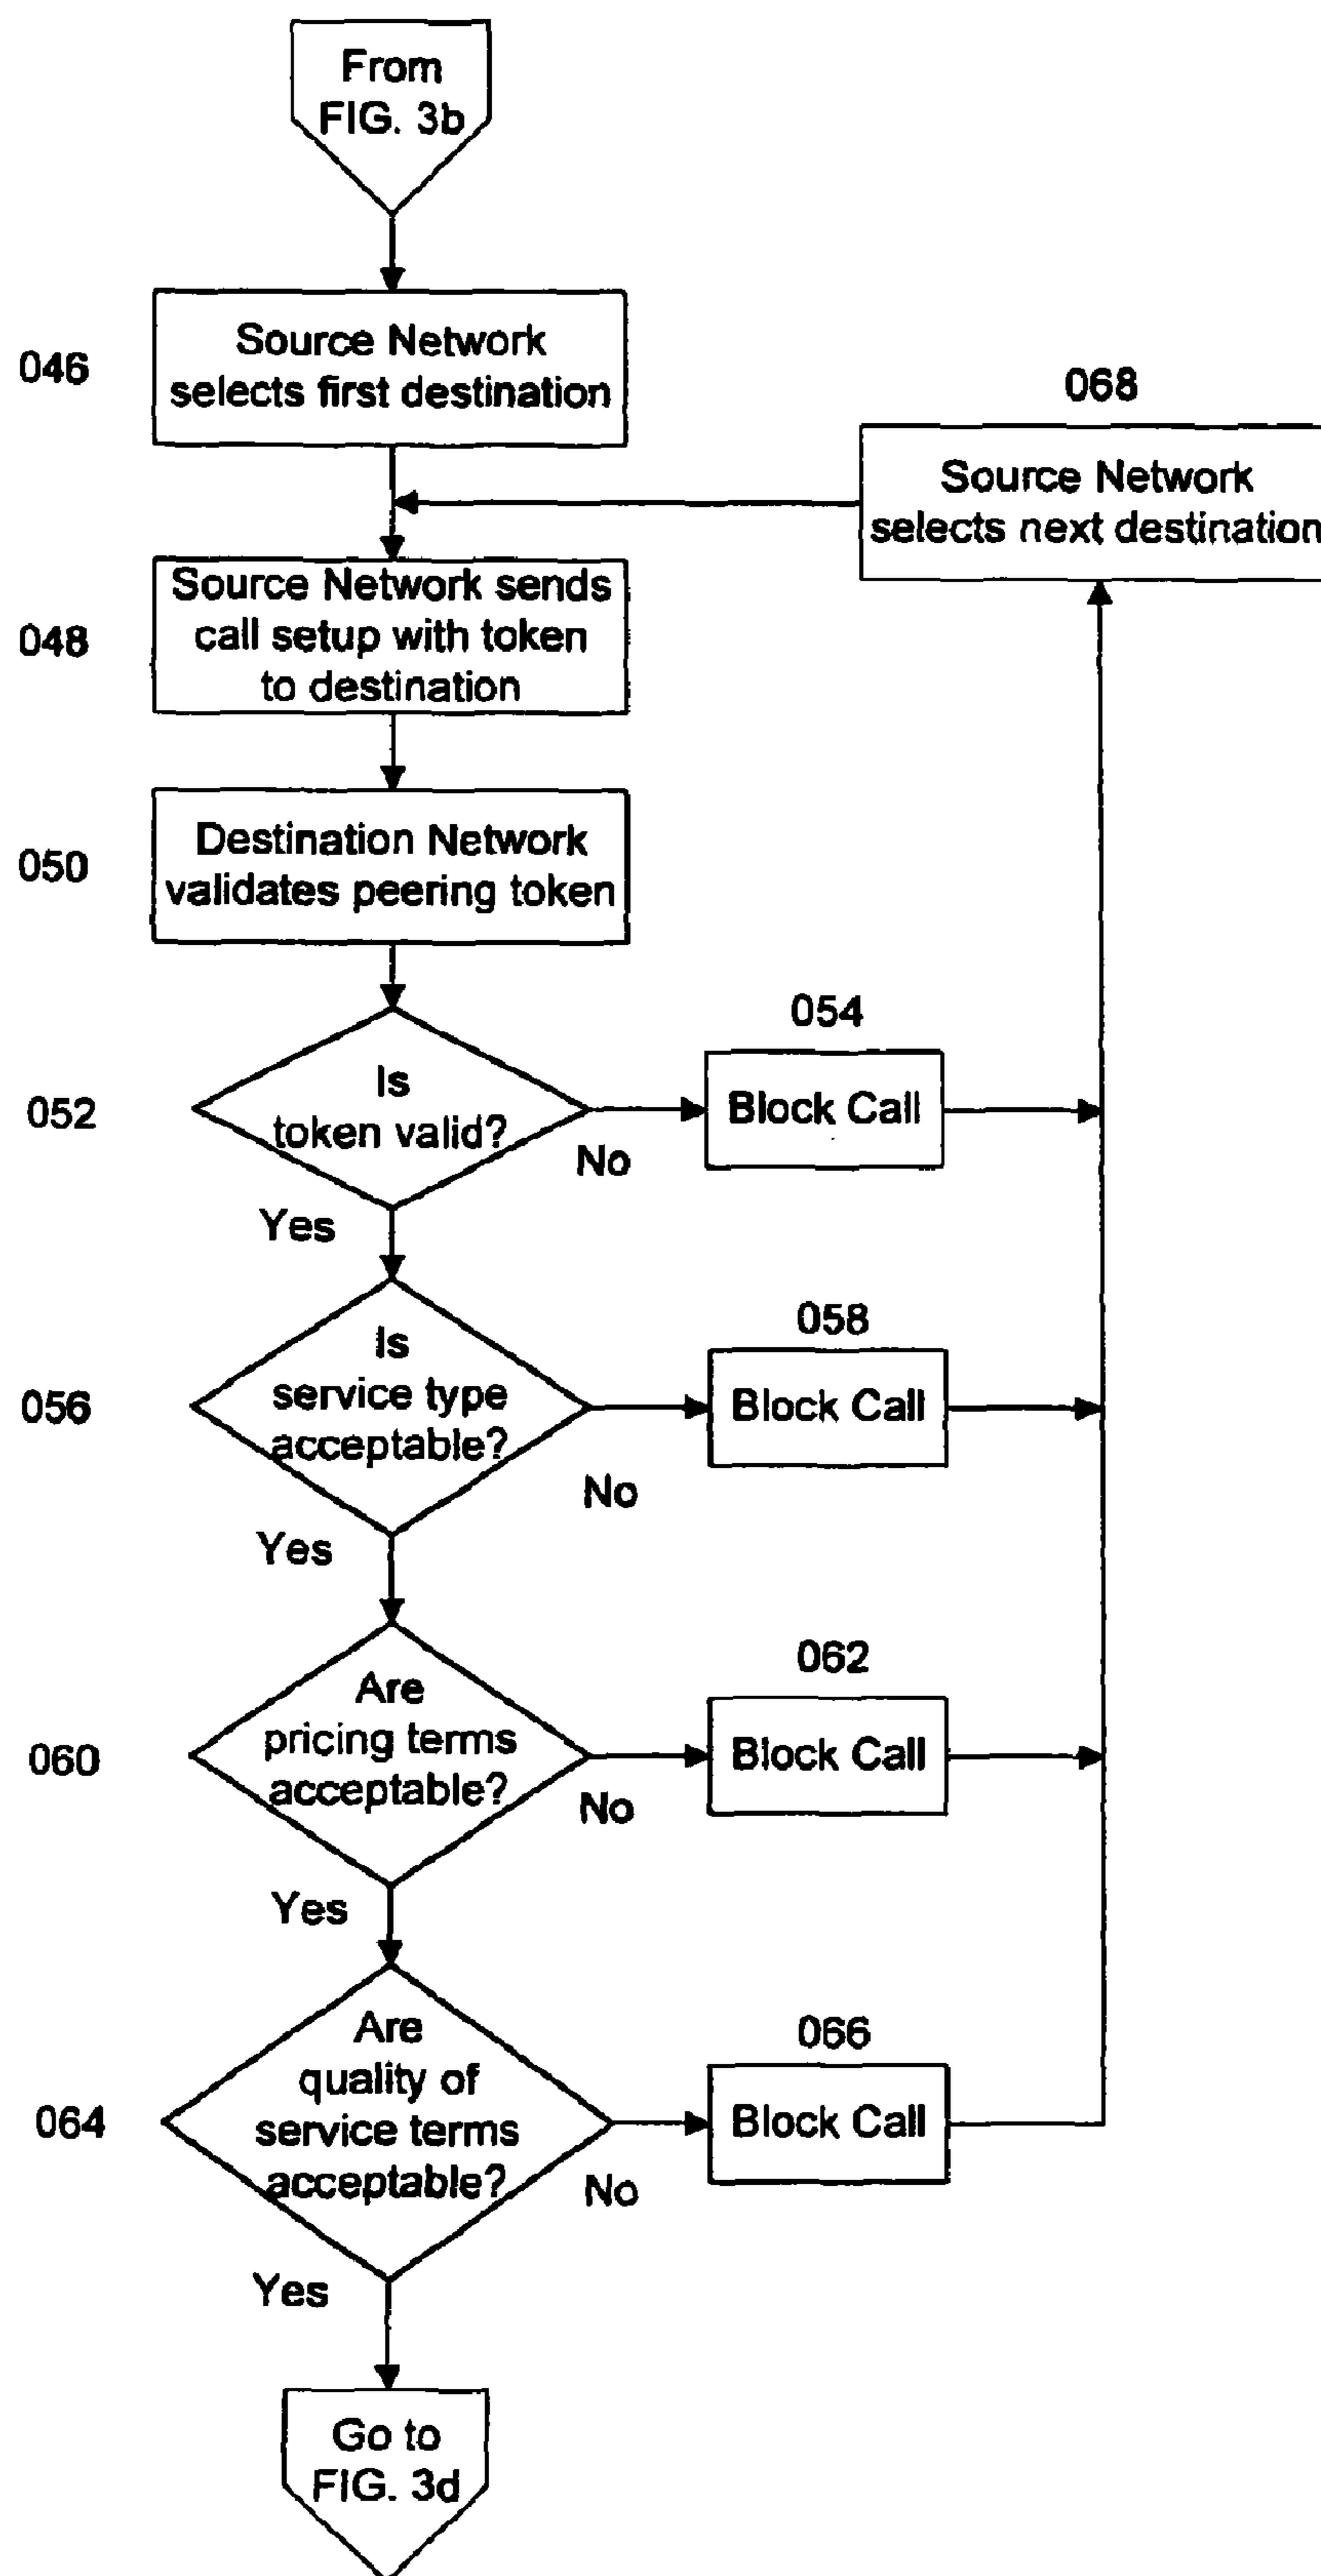 From
FIG. 3b
046
Source Network
selects first destination
068
Source Network
selects next destination
048
Source Network sends
call setup with token
to destination
050
Destination Network
validates peering token
052
Is
token valid?
No
054
Block Call
Yes
056
Is
service type
acceptable?
No
058
Block Call
Yes
060
Are
pricing terms
acceptable?
No
062
Block Call
Yes
064
Are
quality of
service terms
acceptable?
No
066
Block Call
Yes
Go to
FIG. 3d